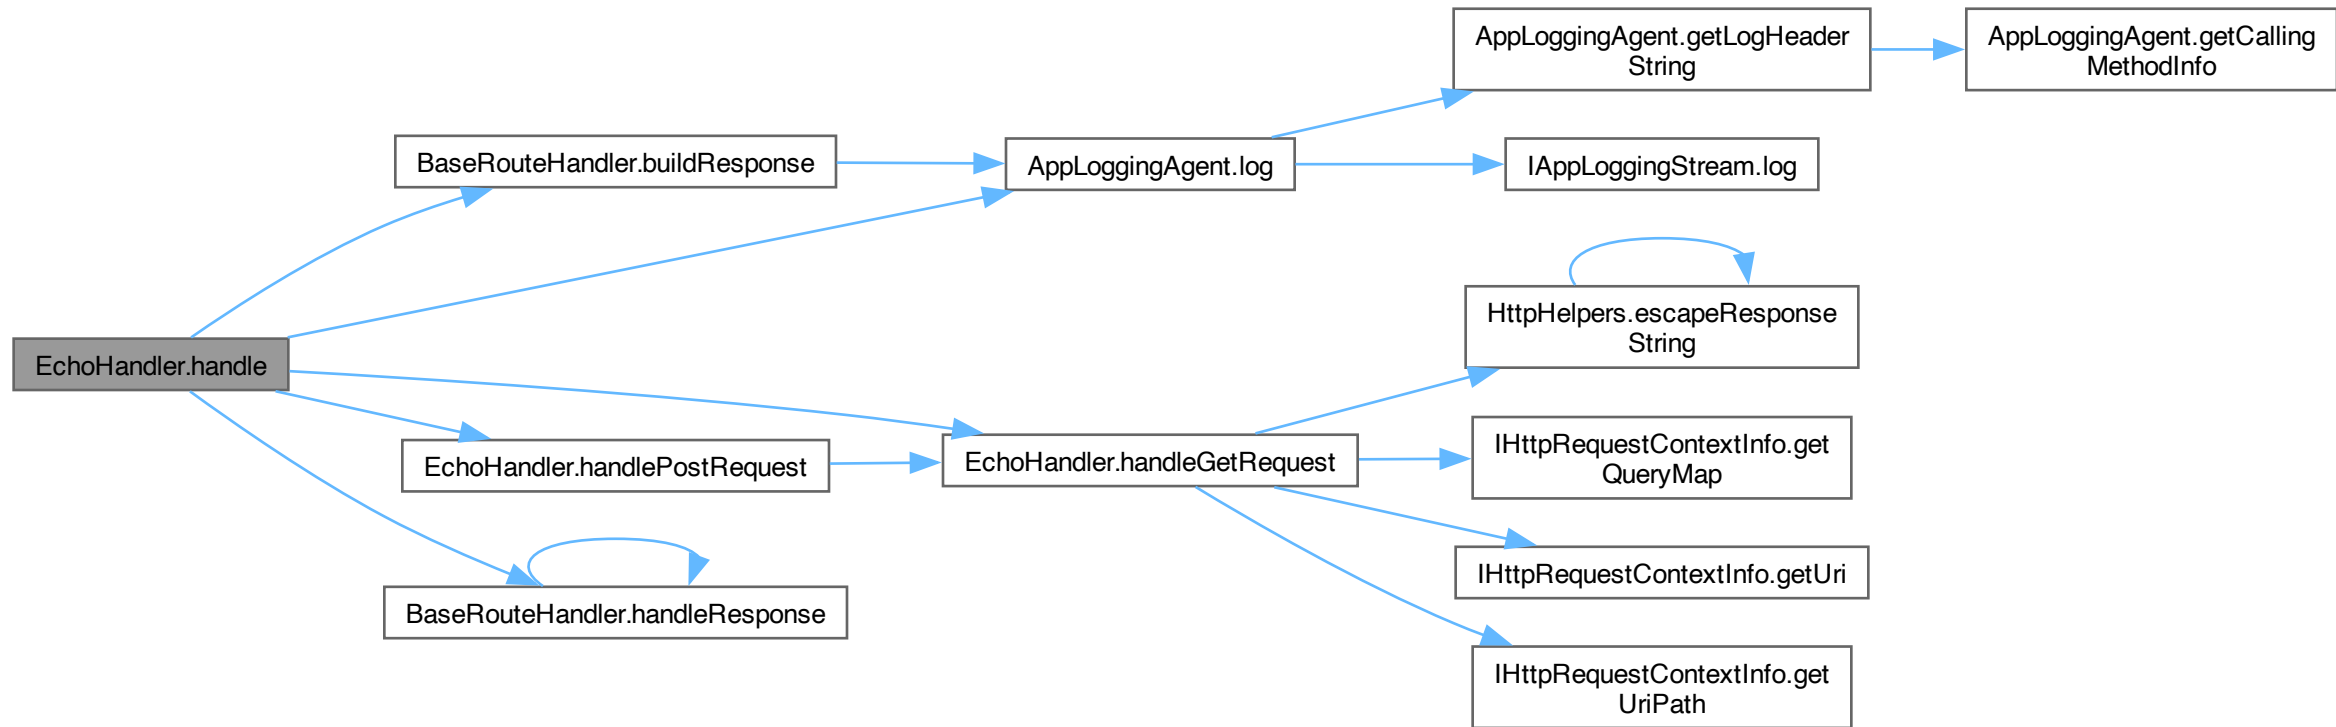 AppLoggingAgent.getLogHeader
String
AppLoggingAgent.getCalling
MethodInfo
BaseRouteHandler.buildResponse
AppLoggingAgent.log
IAppLoggingStream.log
HttpHelpers.escapeResponse
String
EchoHandler.handle
EchoHandler.handlePostRequest
EchoHandler.handleGetRequest
IHttpRequestContextInfo.get
QueryMap
IHttpRequestContextInfo.getUri
BaseRouteHandler.handleResponse
IHttpRequestContextInfo.get
UriPath